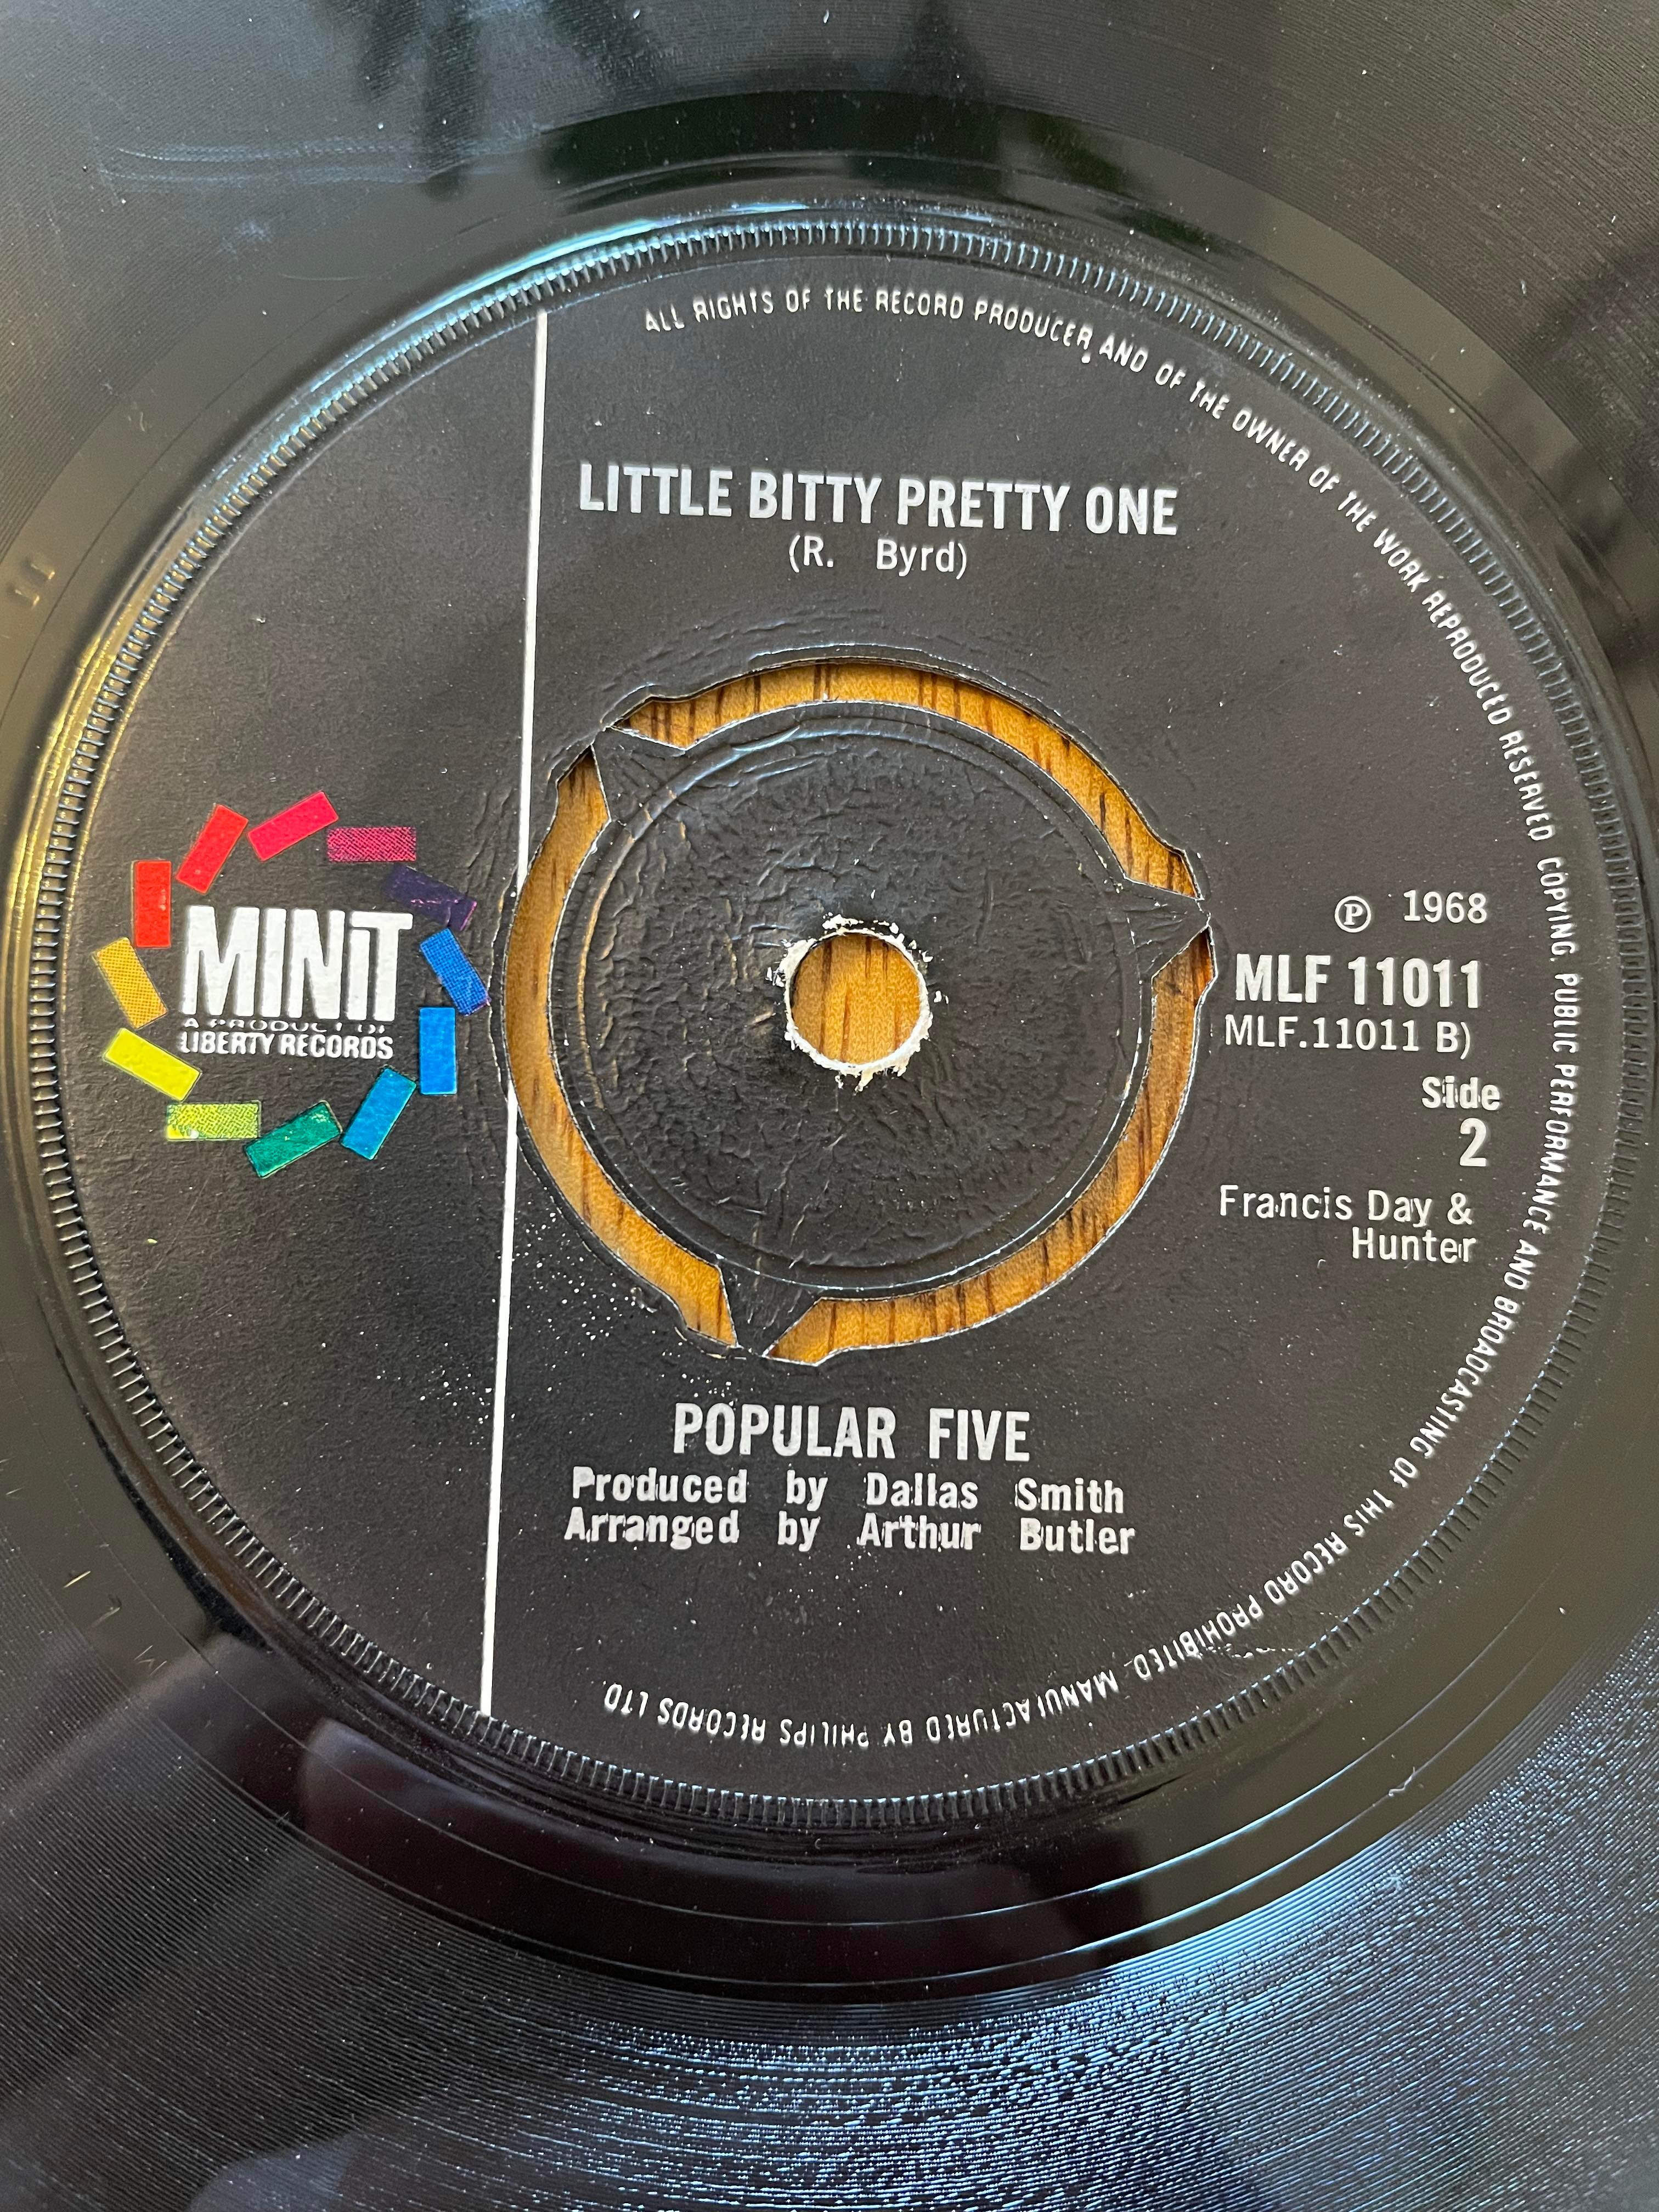 ALL RIGHTS OF THE RECORD PRODUCER AND OF THE OWNER OF THE WORK REPRODUCED RESERVED COPYING, PUBLIC PERFORMANCE AND BROADCASTING OF THIS RECORD PROHIBITED. MANUFACTURED BY PHILIPS RECORDS LTD.
LITTLE BITTY PRETTY ONE
(R. Byrd)
MINIT
A PRODUCT OF
LIBERTY RECORDS
℗ 1968
MLF 11011
MLF.11011 B)
Side
2
Francis Day &
Hunter
POPULAR FIVE
Produced by Dallas Smith
Arranged by Arthur Butler